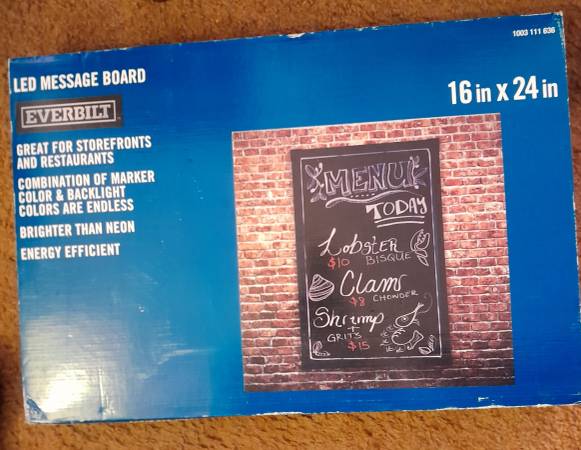 1003 111 636
LED MESSAGE BOARD
16 in x 24 in
EVERBILT
GREAT FOR STOREFRONTS
AND RESTAURANTS
COMBINATION OF MARKER
COLOR & BACKLIGHT
COLORS ARE ENDLESS
BRIGHTER THAN NEON
ENERGY EFFICIENT
MENU
TODAY
Lobster
$10 BISQUE
Clam
$8 CHOWDER
Shrimp
+
GRITS
$15